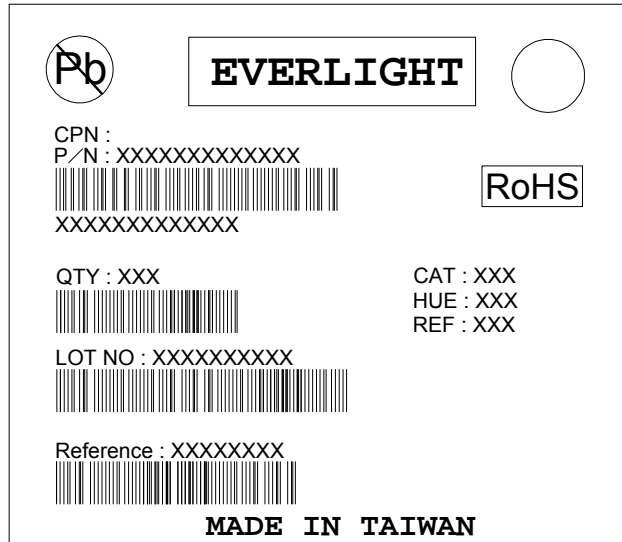 Pb
EVERLIGHT
CPN :
P/N : XXXXXXXXXXXXX
RoHS
XXXXXXXXXXXXX
QTY : XXX
CAT : XXX
HUE : XXX
REF : XXX
LOT NO : XXXXXXXXXX
Reference : XXXXXXXX
MADE IN TAIWAN